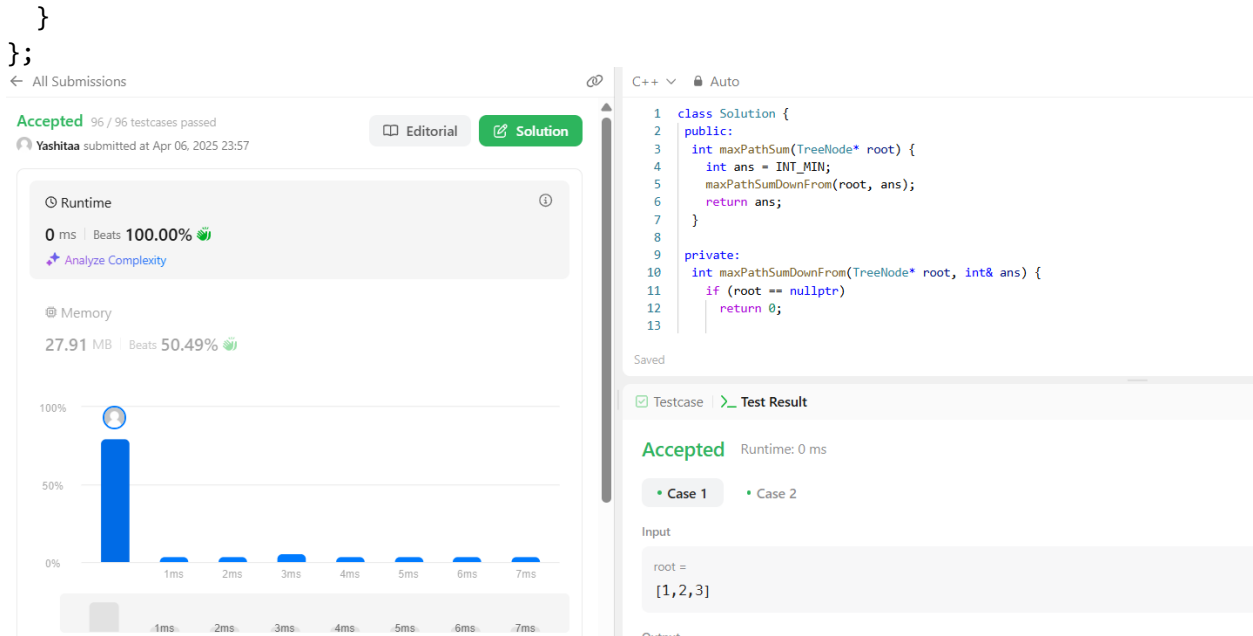 }
};
All Submissions
Accepted 96 / 96 testcases passed
Yashitaa submitted at Apr 06, 2025 23:57
Editorial
Solution
Runtime
0 ms | Beats 100.00%
Analyze Complexity
Memory
27.91 MB | Beats 50.49%
100%
50%
0%
1ms 2ms 3ms 4ms 5ms 6ms 7ms
1ms 2ms 3ms 4ms 5ms 6ms 7ms
C++ Auto
1 class Solution {
2 public:
3 int maxPathSum(TreeNode* root) {
4 int ans = INT_MIN;
5 maxPathSumDownFrom(root, ans);
6 return ans;
7 }
8
9 private:
10 int maxPathSumDownFrom(TreeNode* root, int& ans) {
11 if (root == nullptr)
12 return 0;
13
Saved
Testcase | >_ Test Result
Accepted Runtime: 0 ms
• Case 1 • Case 2
Input
root =
[1,2,3]
Output